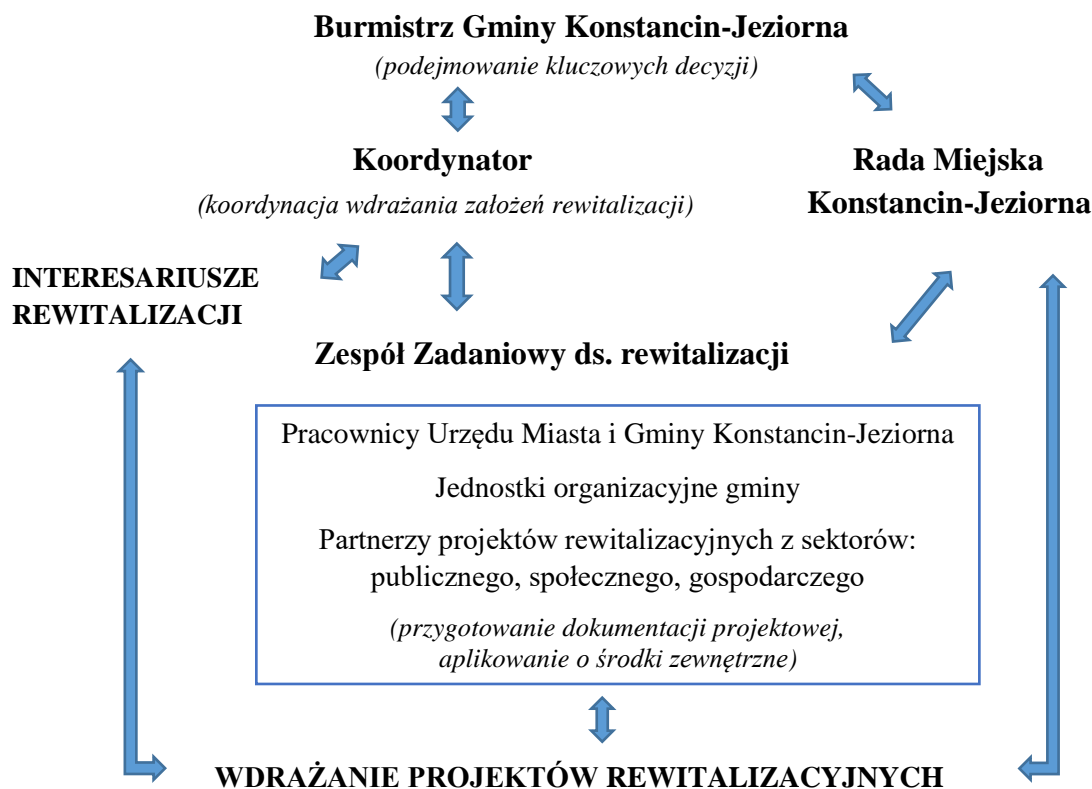 Burmistrz Gminy Konstancin-Jeziorna
(podejmowanie kluczowych decyzji)
Koordynator
(koordynacja wdrażania założeń rewitalizacji)
Rada Miejska
Konstancin-Jeziorna
INTERESARIUSZE
REWITALIZACJI
Zespół Zadaniowy ds. rewitalizacji
Pracownicy Urzędu Miasta i Gminy Konstancin-Jeziorna
Jednostki organizacyjne gminy
Partnerzy projektów rewitalizacyjnych z sektorów:
publicznego, społecznego, gospodarczego
(przygotowanie dokumentacji projektowej,
aplikowanie o środki zewnętrzne)
WDRAŻANIE PROJEKTÓW REWITALIZACYJNYCH